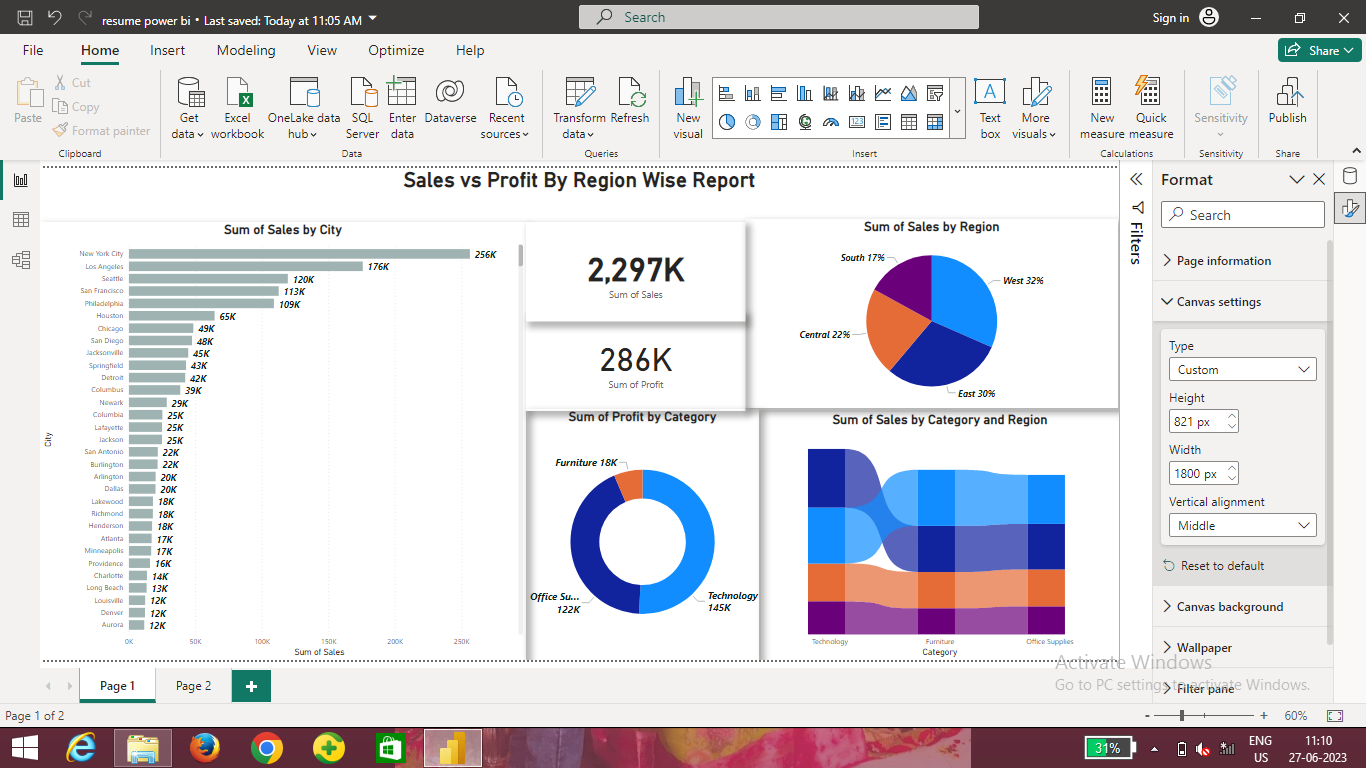 resume power bi • Last saved: Today at 11:05 AM
Search
Sign in
File Home Insert Modeling View Optimize Help
Share
Paste
Cut
Copy
Format painter
Clipboard
Get data
Excel workbook
OneLake data hub
SQL Server
Enter data
Dataverse
Recent sources
Data
Transform data
Refresh
Queries
New visual
Text box
More visuals
Insert
New measure
Quick measure
Calculations
Sensitivity
Sensitivity
Publish
Share
Sales vs Profit By Region Wise Report
Sum of Sales by City
City
New York City 256K
Los Angeles 176K
Seattle 120K
San Francisco 113K
Philadelphia 109K
Houston 65K
Chicago 49K
San Diego 48K
Jacksonville 45K
Springfield 43K
Detroit 42K
Columbus 39K
Newark 29K
Columbia 25K
Lafayette 25K
Jackson 25K
San Antonio 22K
Burlington 22K
Arlington 20K
Dallas 20K
Lakewood 18K
Richmond 18K
Henderson 18K
Atlanta 17K
Minneapolis 17K
Providence 16K
Charlotte 14K
Long Beach 13K
Louisville 12K
Denver 12K
Aurora 12K
0K 50K 100K 150K 200K 250K
Sum of Sales
2,297K
Sum of Sales
286K
Sum of Profit
Sum of Sales by Region
South 17%
West 32%
Central 22%
East 30%
Sum of Profit by Category
Furniture 18K
Office Su...
122K
Technology
145K
Sum of Sales by Category and Region
Technology Furniture Office Supplies
Category
Filters
Format
Search
Page information
Canvas settings
Type
Custom
Height
821 px
Width
1800 px
Vertical alignment
Middle
Reset to default
Canvas background
Wallpaper
Filter pane
Activate Windows
Go to PC settings to activate Windows.
Page 1 Page 2 +
Page 1 of 2
- + 60%
31%
ENG
US
11:10
27-06-2023